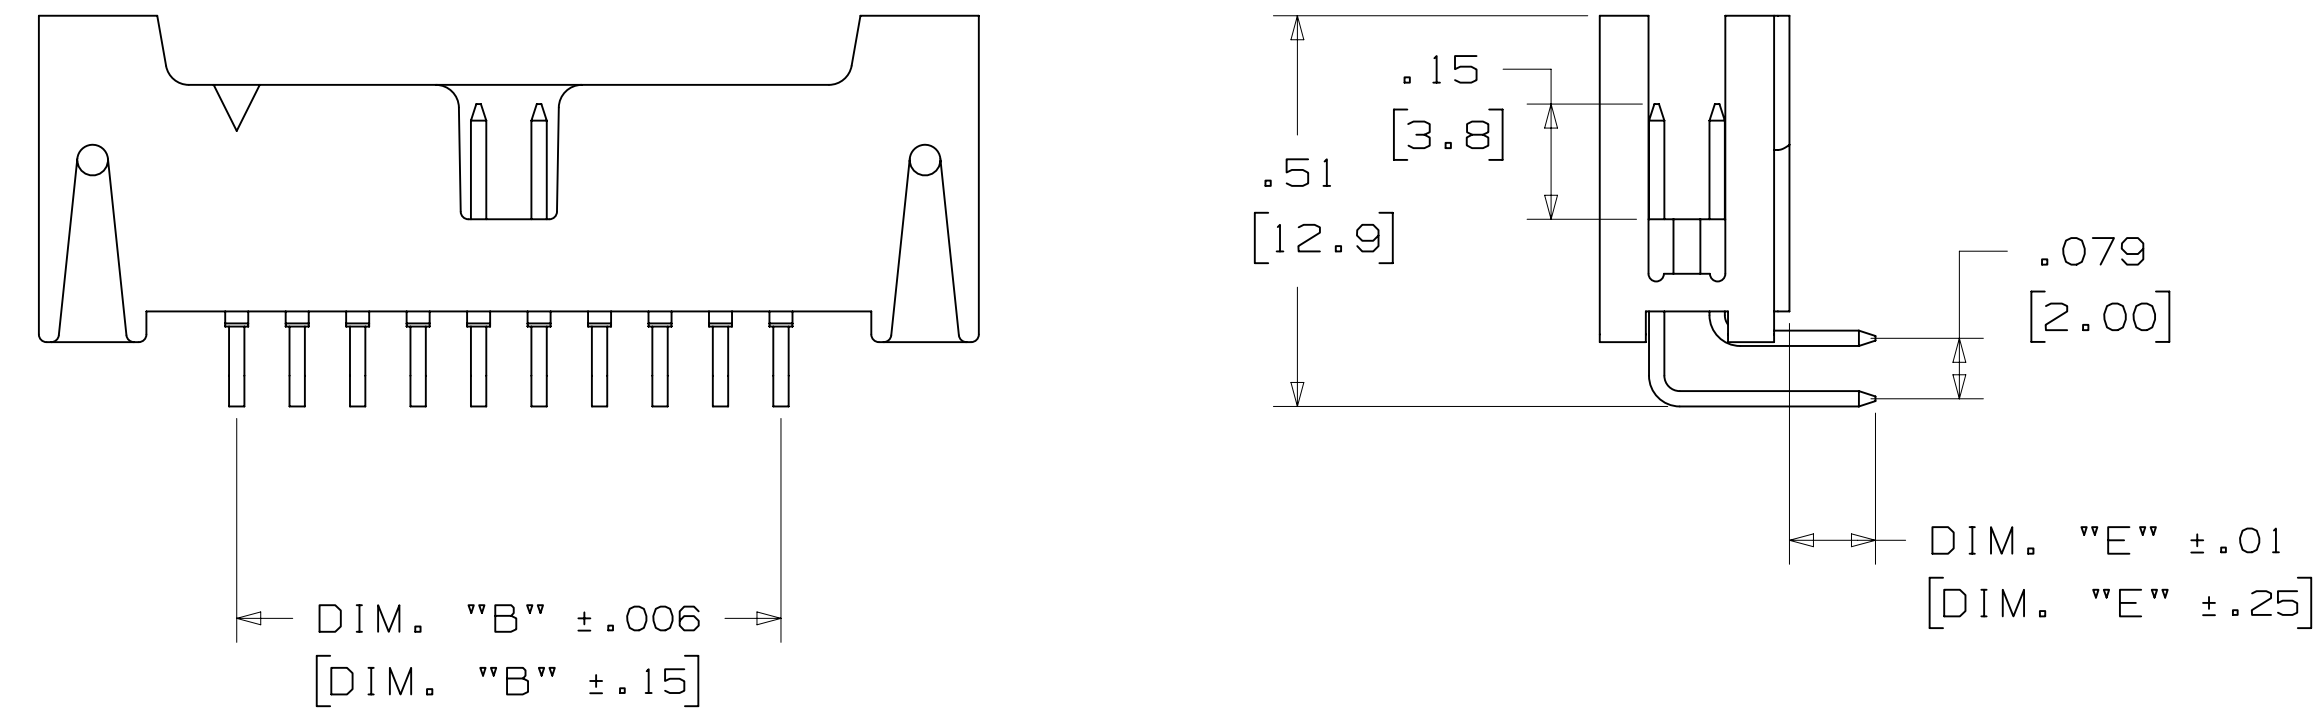 .15
[3.8]
.51
[12.9]
.079
[2.00]
DIM. "E" ±.01
[DIM. "E" ±.25]
DIM. "B" ±.006
[DIM. "B" ±.15]